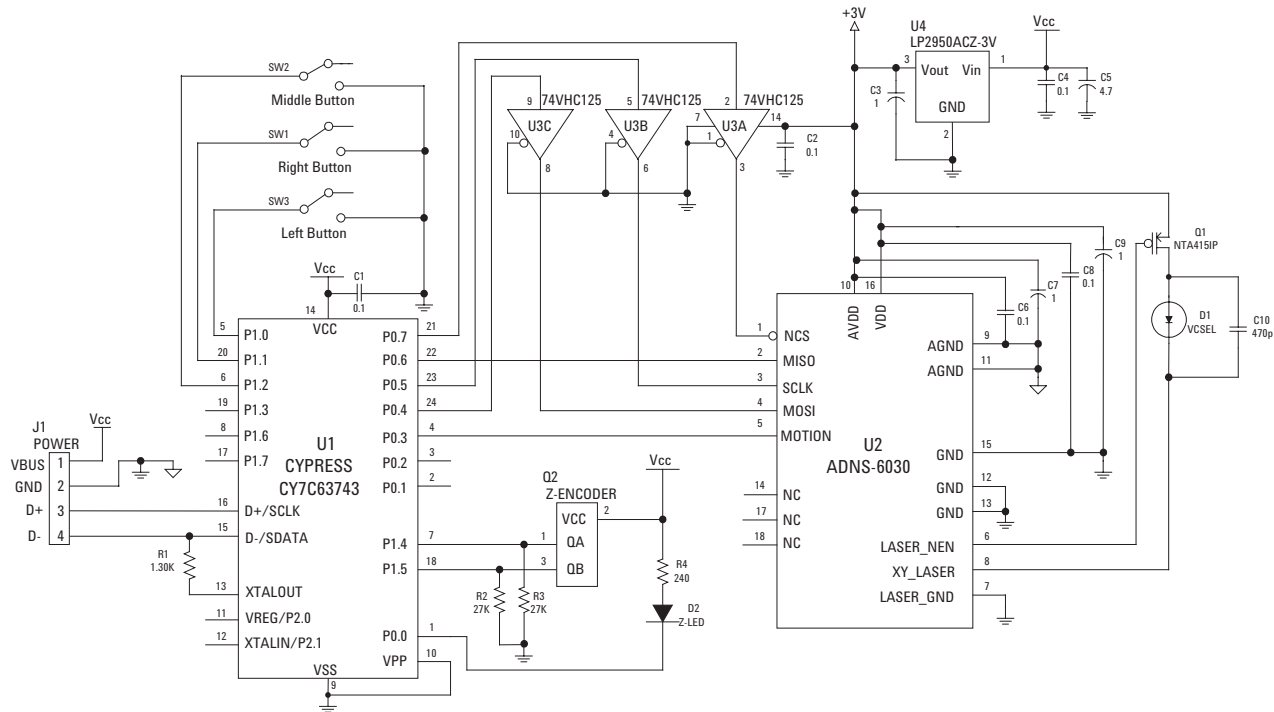 +3V
U4
LP2950ACZ-3V
Vcc
3
Vout
Vin
1
GND
2
C3
1
C4
0.1
C5
4.7
SW2
Middle Button
SW1
Right Button
SW3
Left Button
9
74VHC125
U3C
10
8
5
74VHC125
U3B
4
6
2
74VHC125
7
U3A
14
1
3
C2
0.1
Vcc
C1
0.1
14
VCC
5
P1.0
20
P1.1
6
P1.2
19
P1.3
8
P1.6
17
P1.7
16
D+/SCLK
15
D-/SDATA
13
XTALOUT
11
VREG/P2.0
12
XTALIN/P2.1
U1
CYPRESS
CY7C63743
P0.7
21
P0.6
22
P0.5
23
P0.4
24
P0.3
4
P0.2
3
P0.1
2
P1.4
7
P1.5
18
P0.0
1
VPP
10
VSS
9
J1
POWER
Vcc
VBUS
1
GND
2
D+
3
D-
4
R1
1.30K
Q2
Z-ENCODER
VCC
2
QA
1
QB
3
R2
27K
R3
27K
Vcc
R4
240
D2
Z-LED
10
AVDD
16
VDD
C6
0.1
C7
1
C8
0.1
C9
1
1
NCS
2
MISO
3
SCLK
4
MOSI
5
MOTION
U2
ADNS-6030
14
NC
17
NC
18
NC
AGND
9
AGND
11
GND
15
GND
12
GND
13
LASER_NEN
6
XY_LASER
8
LASER_GND
7
Q1
NTA415IP
D1
VCSEL
C10
470p